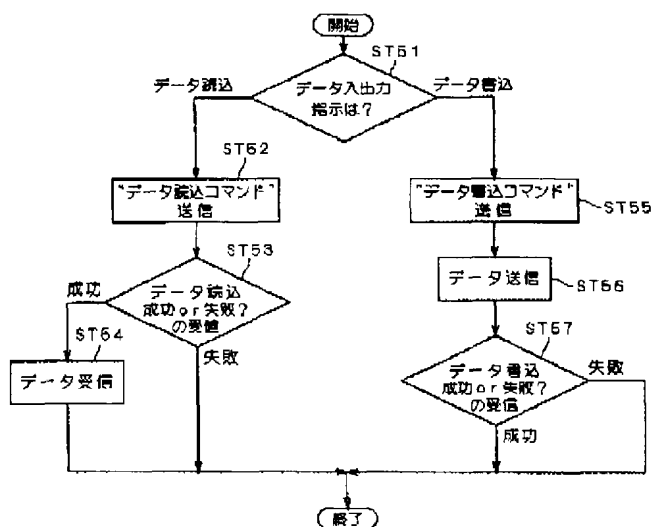 開始
ST51
データ読込
データ入出力
指示は?
データ書込
ST52
"データ読込コマンド"
送信
"データ書込コマンド"
送信
ST55
ST53
データ読込
成功or失敗?
の受信
成功
失敗
データ送信
ST56
ST54
データ受信
ST57
データ書込
成功or失敗?
の受信
失敗
成功
終了